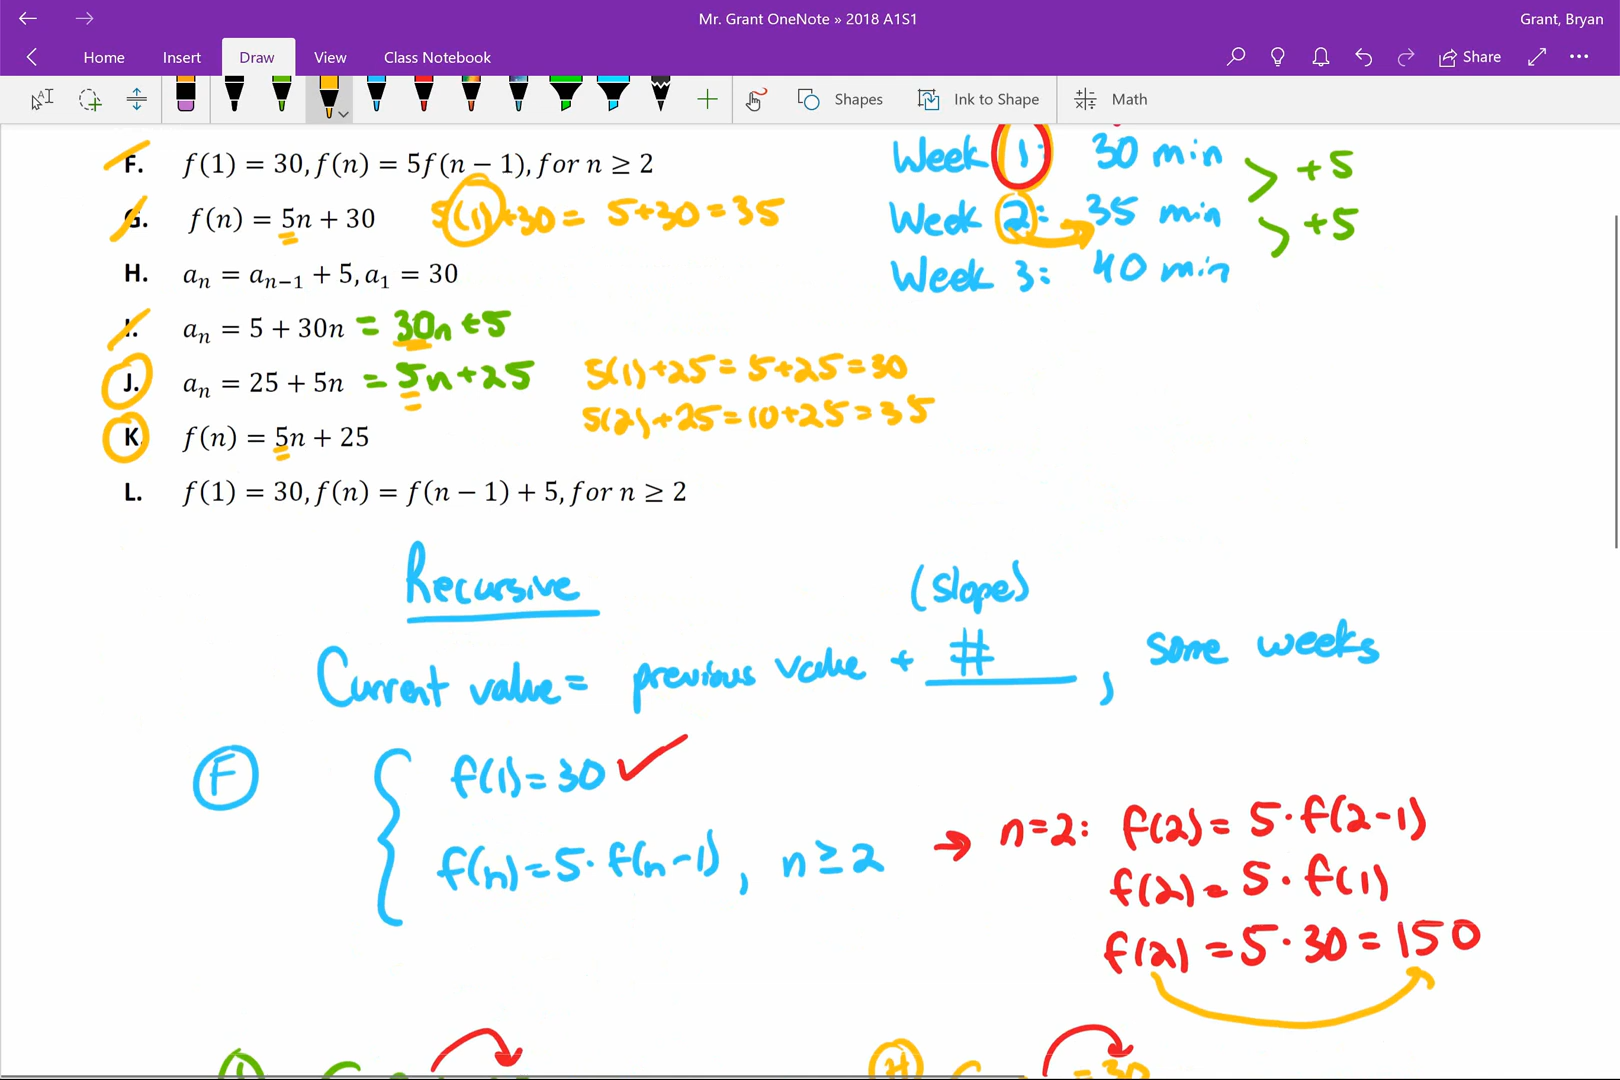 Mr. Grant OneNote » 2018 A1S1
Grant, Bryan
Home Insert Draw View Class Notebook
Share
Shapes Ink to Shape Math
F. f(1) = 30, f(n) = 5f(n − 1), for n ≥ 2
G. f(n) = 5n + 30 5(1)+30 = 5+30 = 35
H. aₙ = aₙ₋₁ + 5, a₁ = 30
I. aₙ = 5 + 30n = 30n + 5
J. aₙ = 25 + 5n = 5n + 25
K. f(n) = 5n + 25
L. f(1) = 30, f(n) = f(n − 1) + 5, for n ≥ 2
Week 1: 30 min
Week 2: 35 min
Week 3: 40 min
> +5
> +5
5(1)+25 = 5+25 = 30
5(2)+25 = 10+25 = 35
Recursive
(slope)
Current value = previous value + #, some weeks
F
f(1) = 30 ✓
f(n) = 5·f(n−1), n ≥ 2
→ n=2: f(2) = 5·f(2−1)
f(2) = 5·f(1)
f(2) = 5·30 = 150
H
= 30